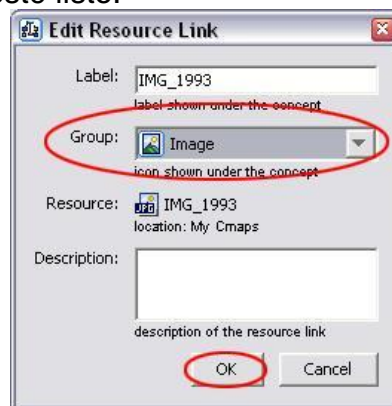 Edit Resource Link
Label: IMG_1993
label shown under the concept
Group: Image
icon shown under the concept
Resource: JPG IMG_1993
location: My Cmaps
Description:
description of the resource link
OK Cancel